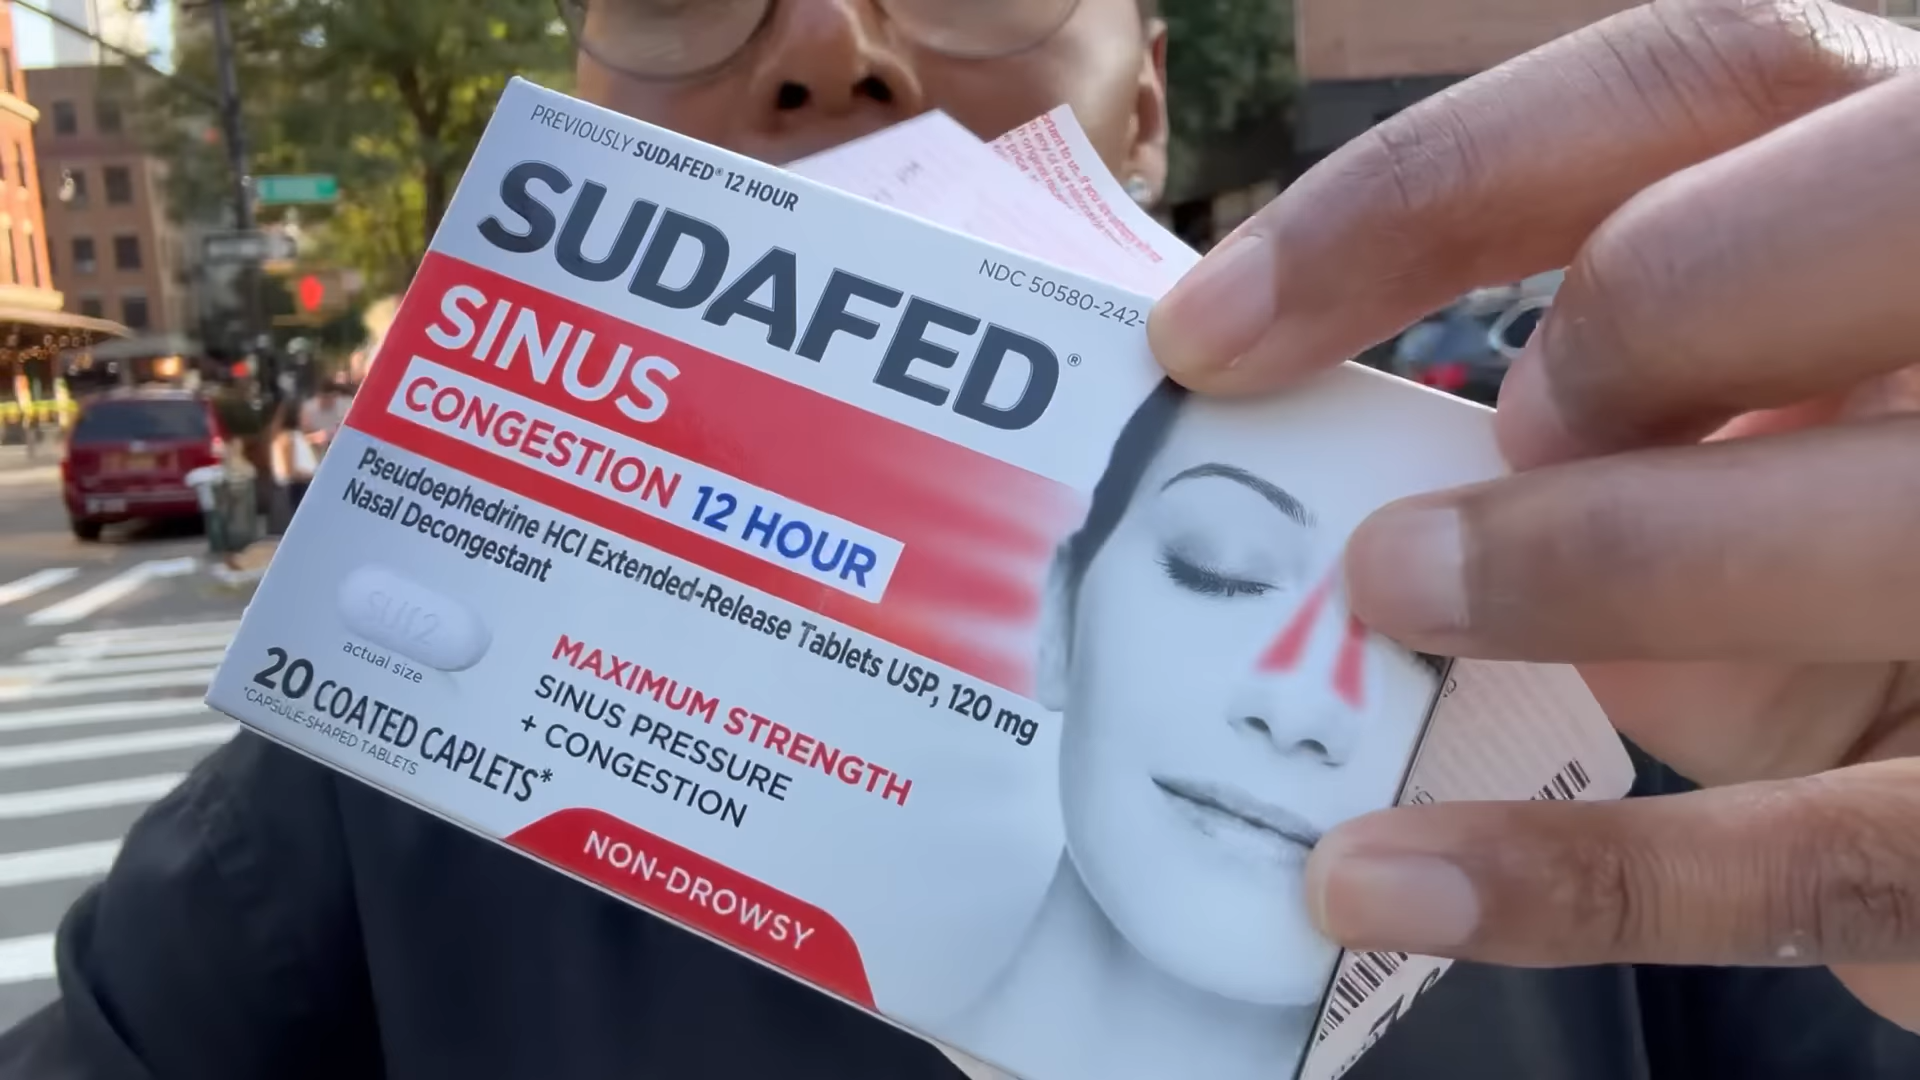 PREVIOUSLY SUDAFED® 12 HOUR
NDC 50580-242-
SUDAFED®
SINUS
CONGESTION 12 HOUR
Pseudoephedrine HCl Extended-Release Tablets USP, 120 mg
Nasal Decongestant
actual size
MAXIMUM STRENGTH
SINUS PRESSURE
+ CONGESTION
20 COATED CAPLETS*
*CAPSULE-SHAPED TABLETS
NON-DROWSY